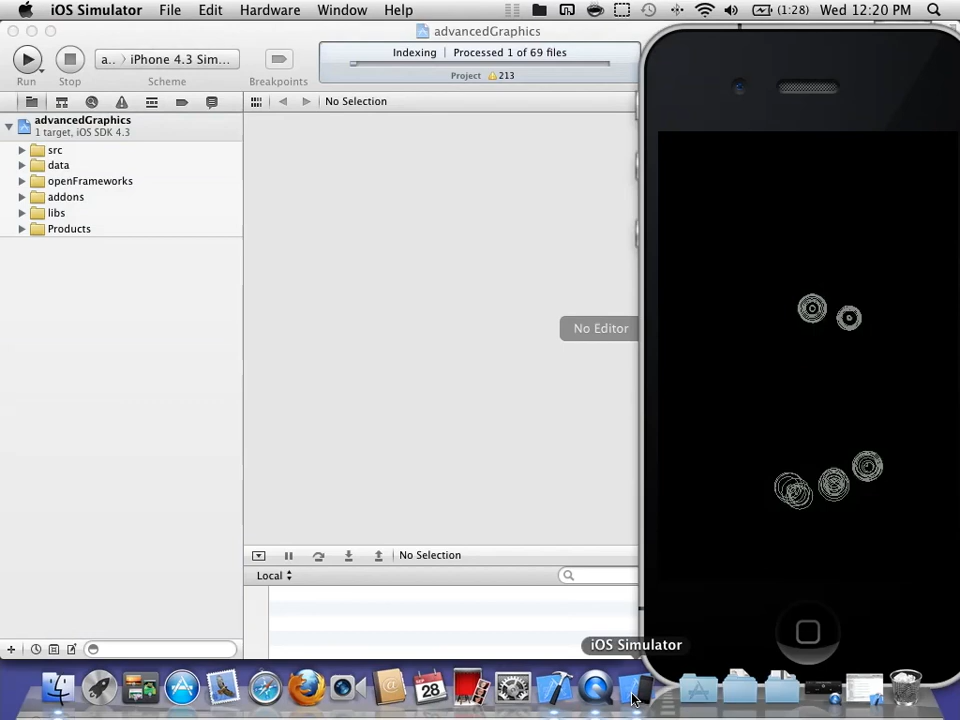 iOS Simulator File Edit Hardware Window Help (1:28) Wed 12:20 PM
advancedGraphics
Indexing | Processed 1 of 69 files
a.. > iPhone 4.3 Sim...
Project 213
Run Stop Scheme Breakpoints
No Selection
advancedGraphics
1 target, iOS SDK 4.3
src
data
openFrameworks
addons
libs
Products
No Editor
No Selection
Local
iOS Simulator
28